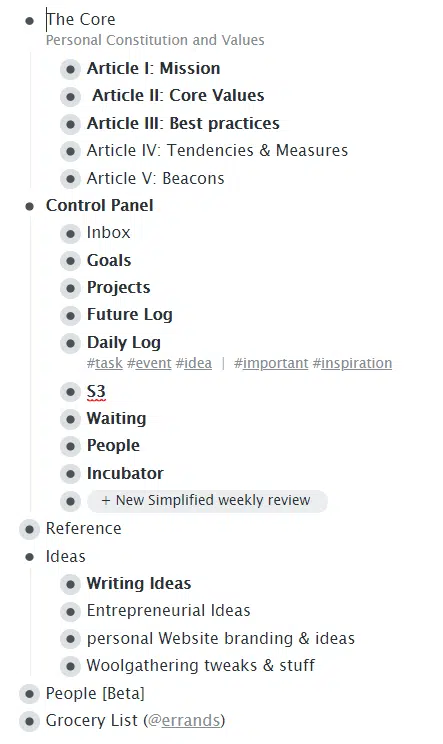 The Core
Personal Constitution and Values
Article I: Mission
Article II: Core Values
Article III: Best practices
Article IV: Tendencies & Measures
Article V: Beacons
Control Panel
Inbox
Goals
Projects
Future Log
Daily Log
#task #event #idea | #important #inspiration
S3
Waiting
People
Incubator
+ New Simplified weekly review
Reference
Ideas
Writing Ideas
Entrepreneurial Ideas
personal Website branding & ideas
Woolgathering tweaks & stuff
People [Beta]
Grocery List (@errands)